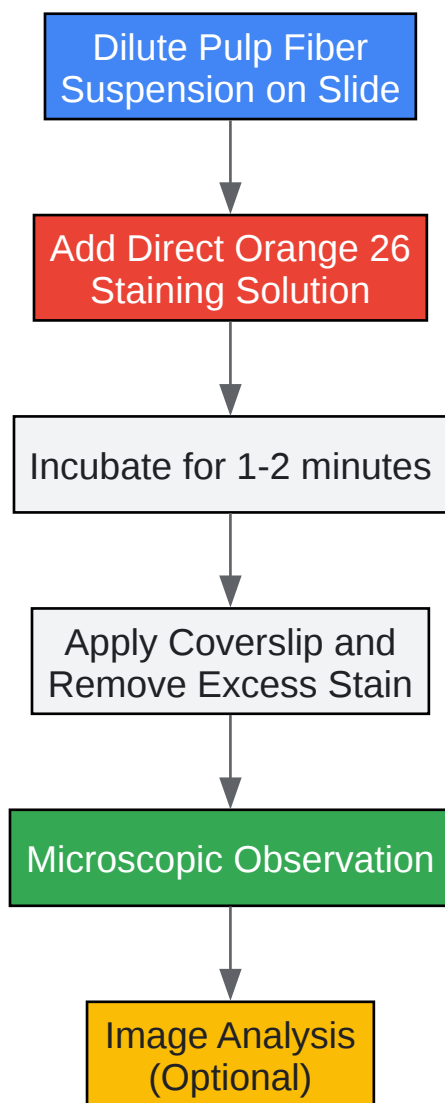 Dilute Pulp Fiber
Suspension on Slide
Add Direct Orange 26
Staining Solution
Incubate for 1-2 minutes
Apply Coverslip and
Remove Excess Stain
Microscopic Observation
Image Analysis
(Optional)